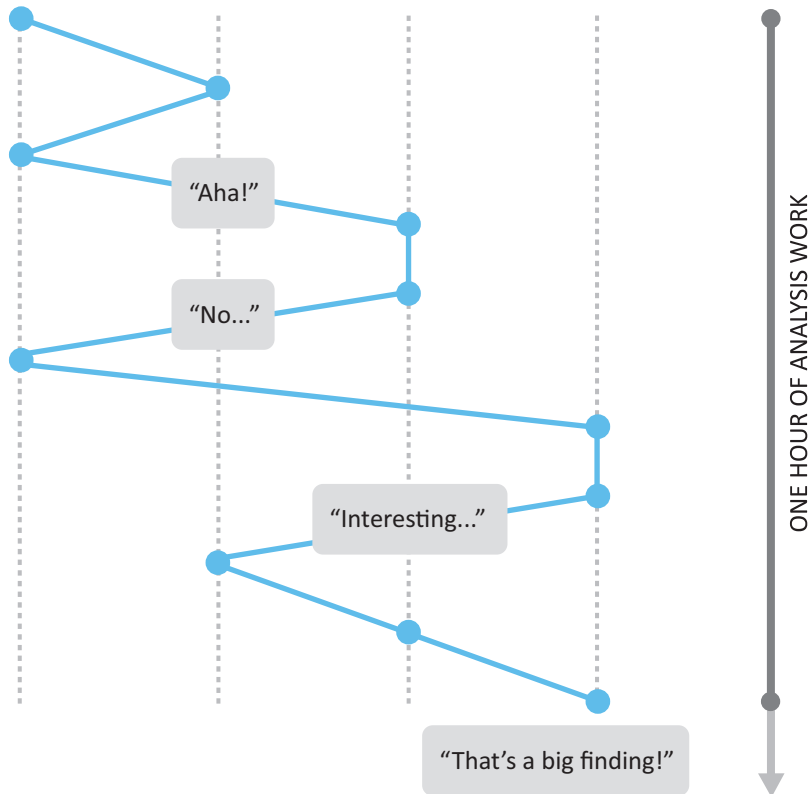 “Aha!”
“No...”
“Interesting...”
“That’s a big finding!”
ONE HOUR OF ANALYSIS WORK